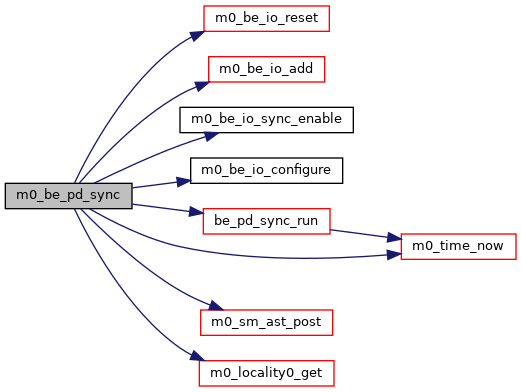 m0_be_io_reset
m0_be_io_add
m0_be_io_sync_enable
m0_be_io_configure
m0_be_pd_sync
be_pd_sync_run
m0_time_now
m0_sm_ast_post
m0_locality0_get